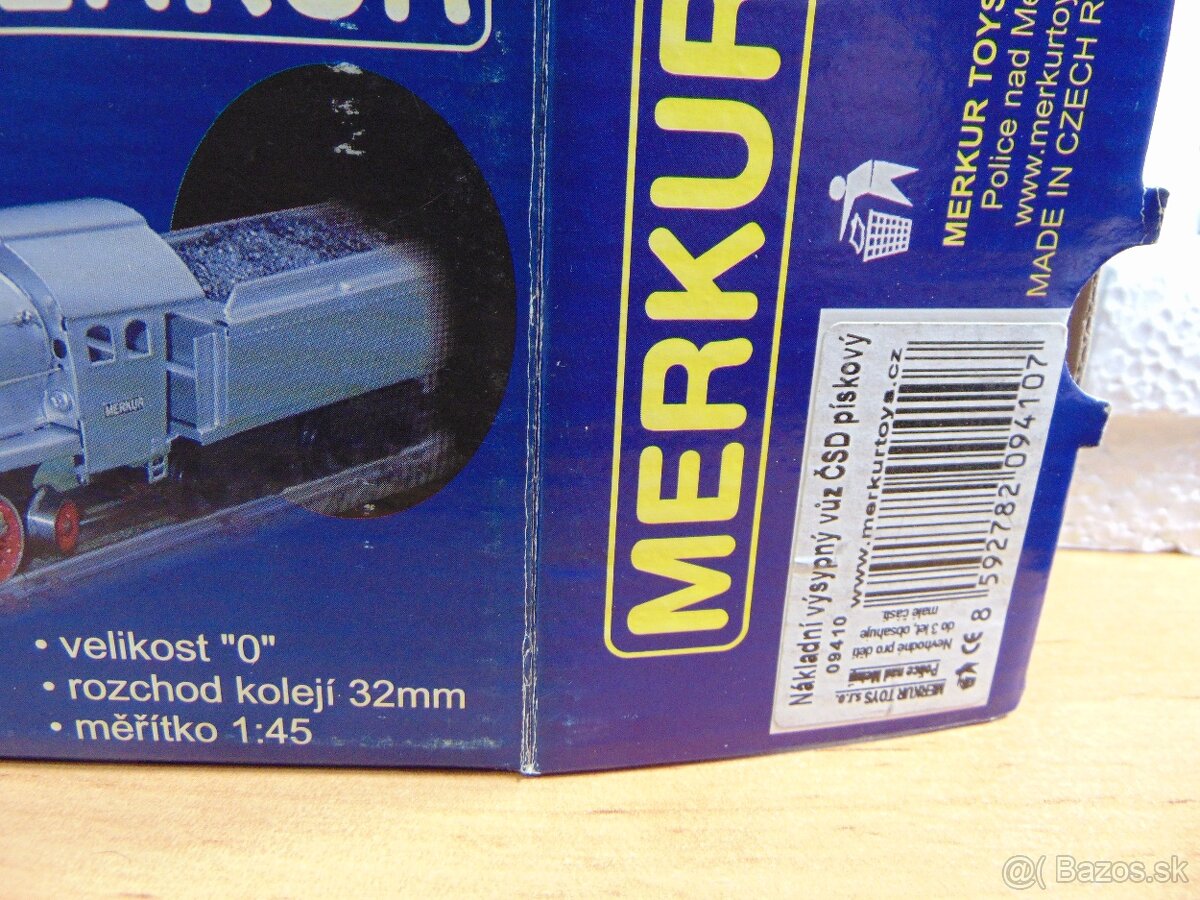 MERKUR
• velikost "0"
• rozchod kolejí 32mm
• měřítko 1:45
MERKUR
MERKUR TOYS
Police nad Me
www.merkurtoy
MADE IN CZECH R
Nákladní výsypný vůz ČSD pískový
09410 www.merkurtoys.cz
8 592782 094107
MERKUR TOYS s.r.o.
Police nad Metují
Nevhodné pro děti
do 3 let, obsahuje
malé části
CE
@( Bazos.sk